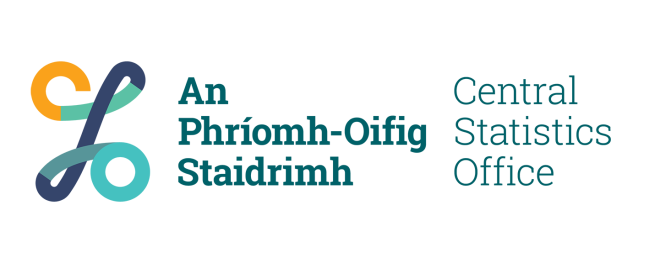 An
Phríomh-Oifig
Staidrimh
Central
Statistics
Office